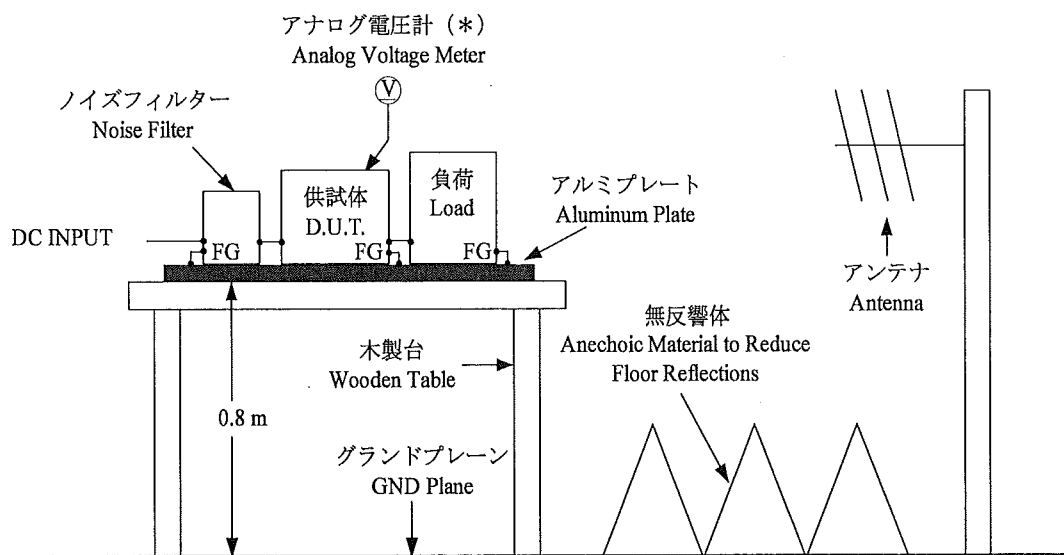 アナログ電圧計（*）
Analog Voltage Meter
V
ノイズフィルター
Noise Filter
供試体
D.U.T.
負荷
Load
アルミプレート
Aluminum Plate
DC INPUT
FG
FG
FG
アンテナ
Antenna
無反響体
Anechoic Material to Reduce
Floor Reflections
木製台
Wooden Table
0.8 m
グランドプレーン
GND Plane